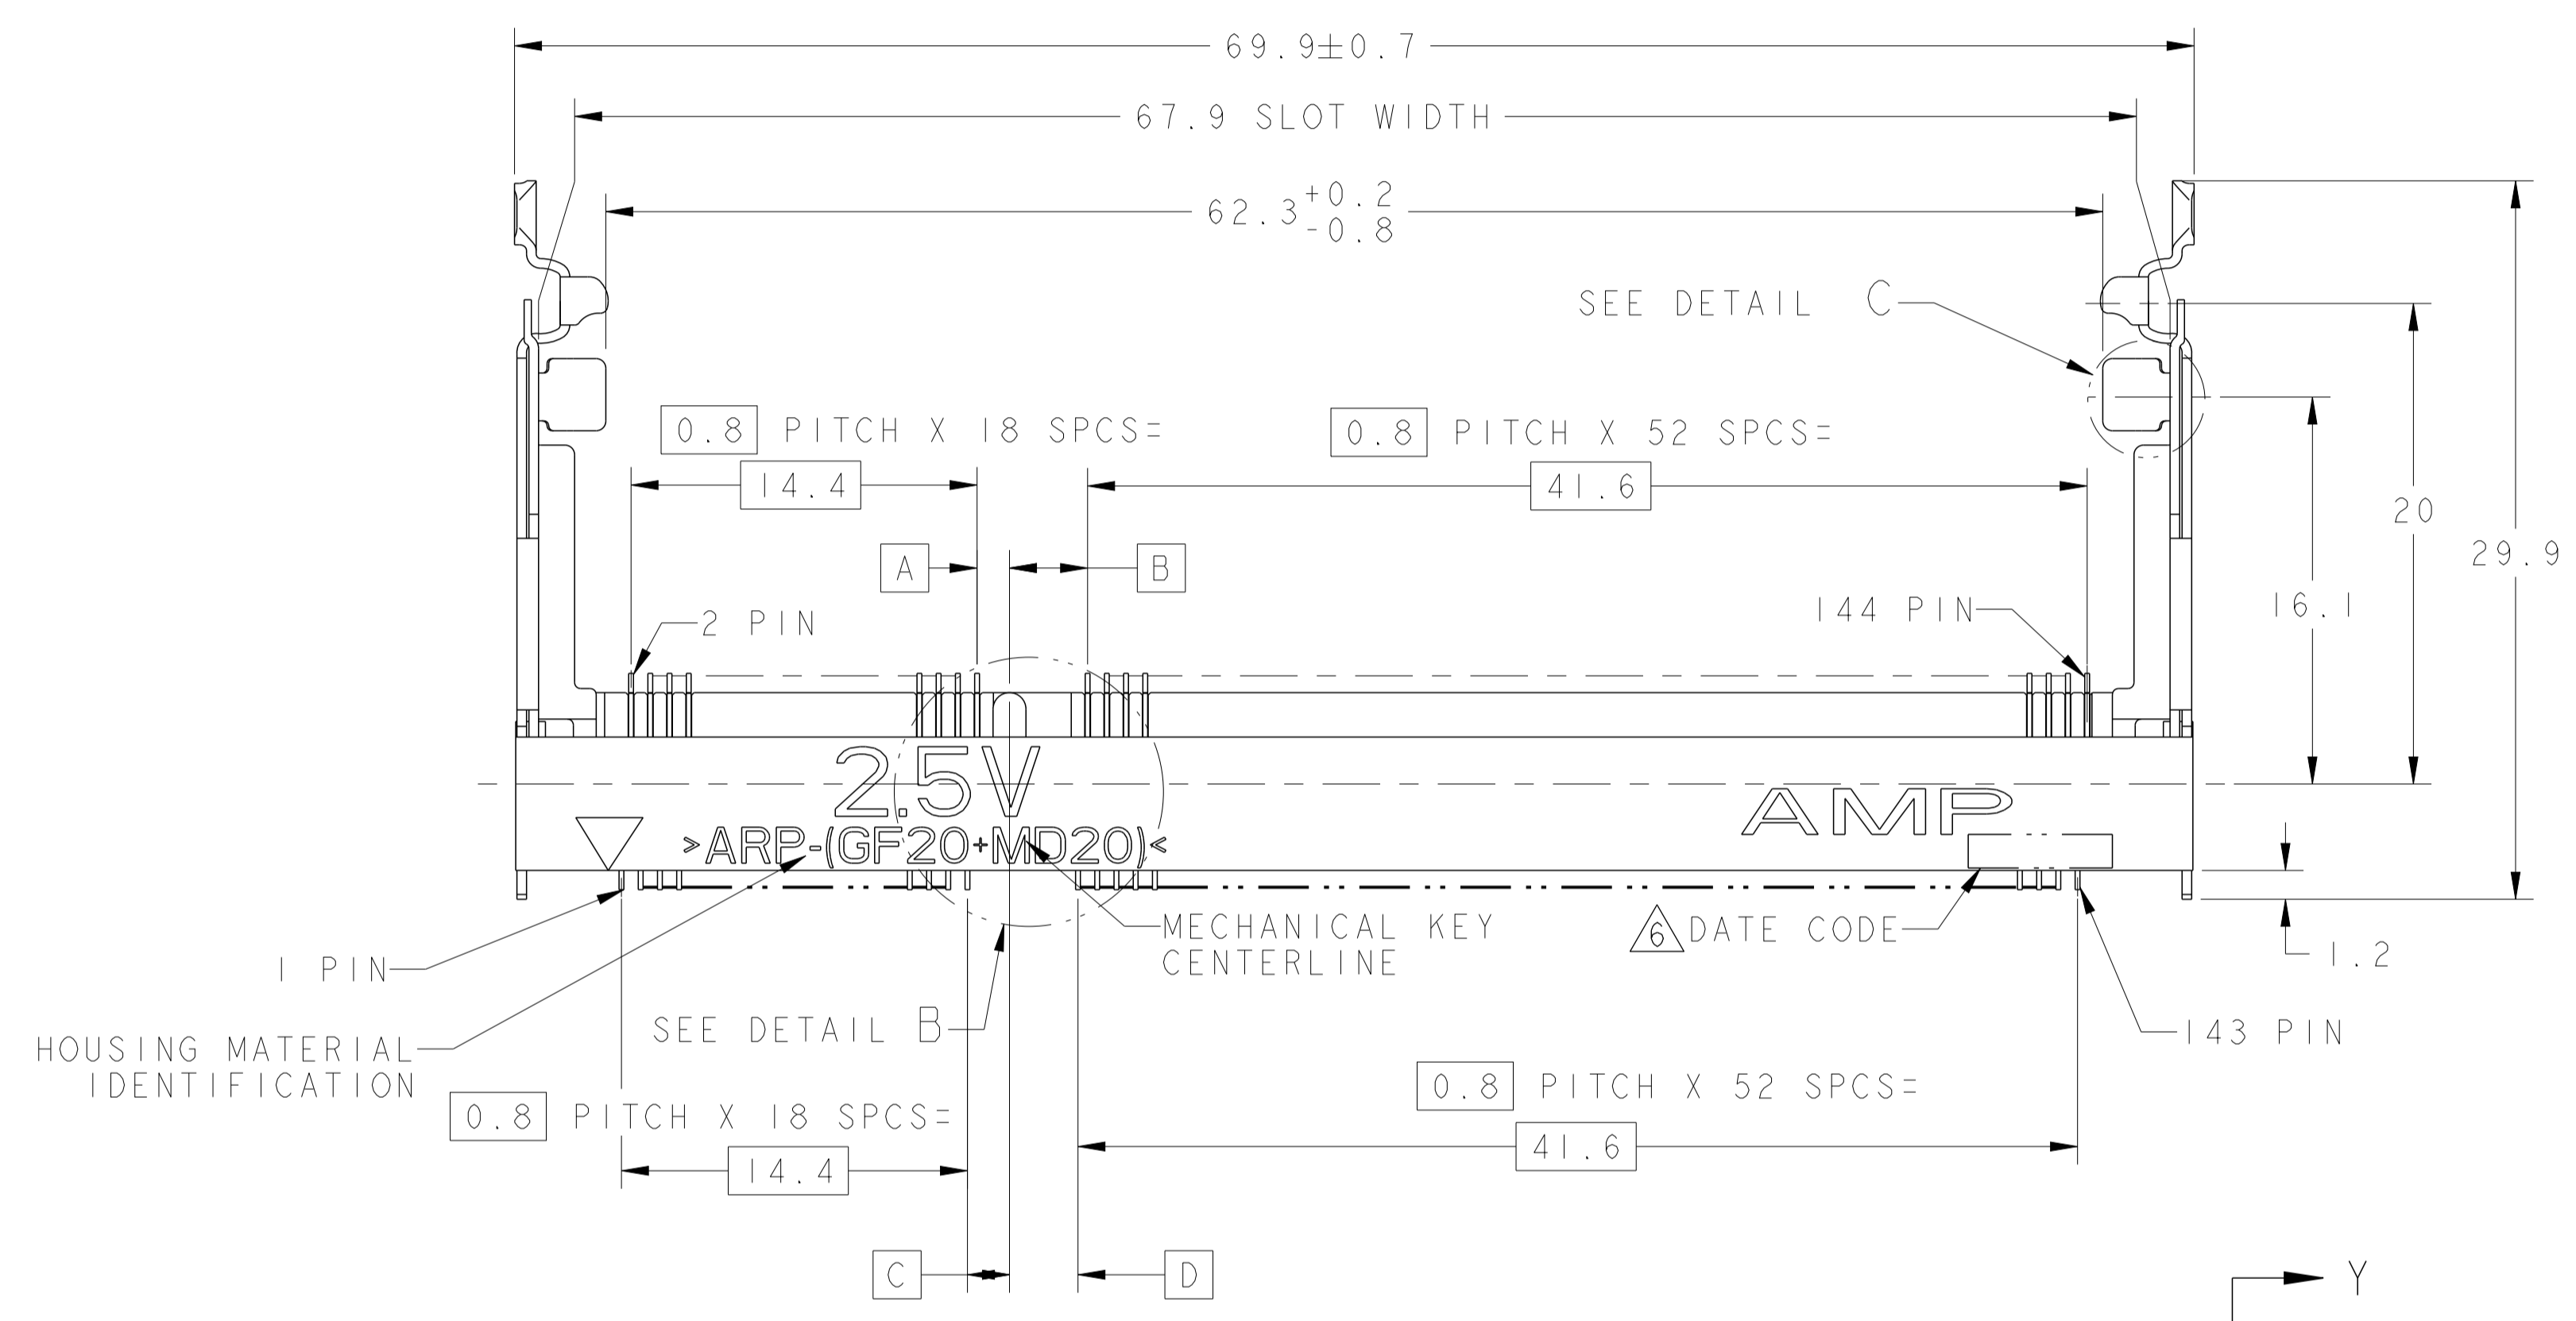 69.9±0.7
67.9 SLOT WIDTH
62.3 +0.2 -0.8
SEE DETAIL C
0.8 PITCH X 18 SPCS=
14.4
0.8 PITCH X 52 SPCS=
41.6
20
29.9
A
B
16.1
2 PIN
144 PIN
2.5V
AMP
>ARP-(GF20+MD20)<
MECHANICAL KEY
CENTERLINE
6 DATE CODE
1.2
1 PIN
SEE DETAIL B
143 PIN
HOUSING MATERIAL
IDENTIFICATION
0.8 PITCH X 18 SPCS=
14.4
0.8 PITCH X 52 SPCS=
41.6
C
D
Y